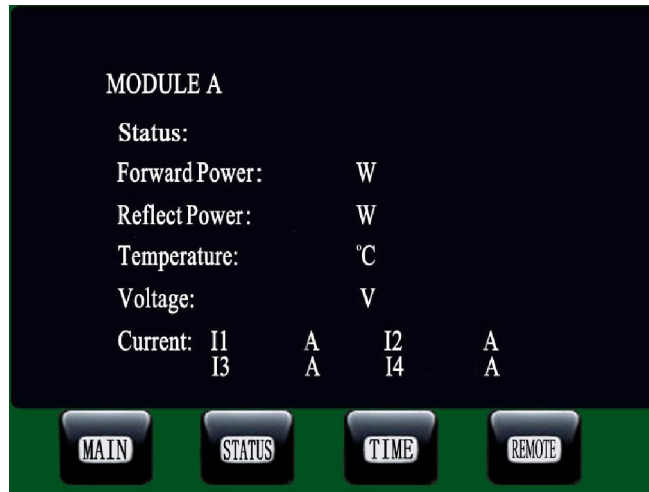 MODULE A
Status:
Forward Power: W
Reflect Power: W
Temperature: °C
Voltage: V
Current: I1 A I2 A
I3 A I4 A
MAIN STATUS TIME REMOTE